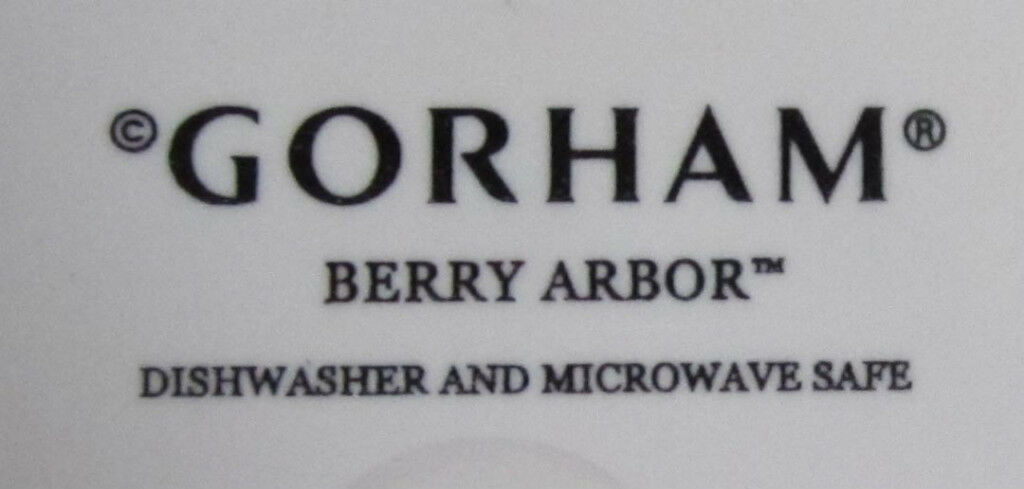 ©GORHAM®
BERRY ARBOR™
DISHWASHER AND MICROWAVE SAFE